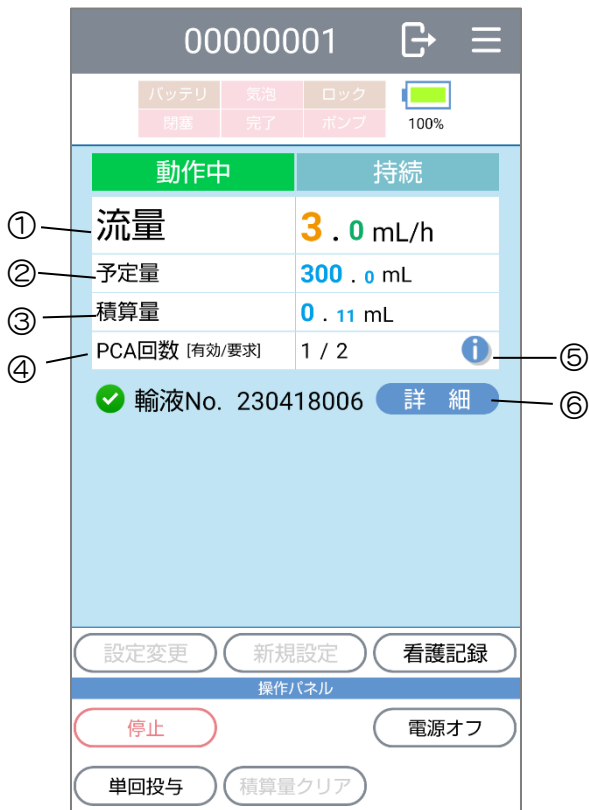 00000001
バッテリ 気泡 ロック
閉塞 完了 ポンプ
100%
動作中 持続
① 流量 3.0 mL/h
② 予定量 300.0 mL
③ 積算量 0.11 mL
④ PCA回数 [有効/要求] 1 / 2 i ⑤
輸液No. 230418006 詳 細 ⑥
設定変更 新規設定 看護記録
操作パネル
停止 電源オフ
単回投与 積算量クリア